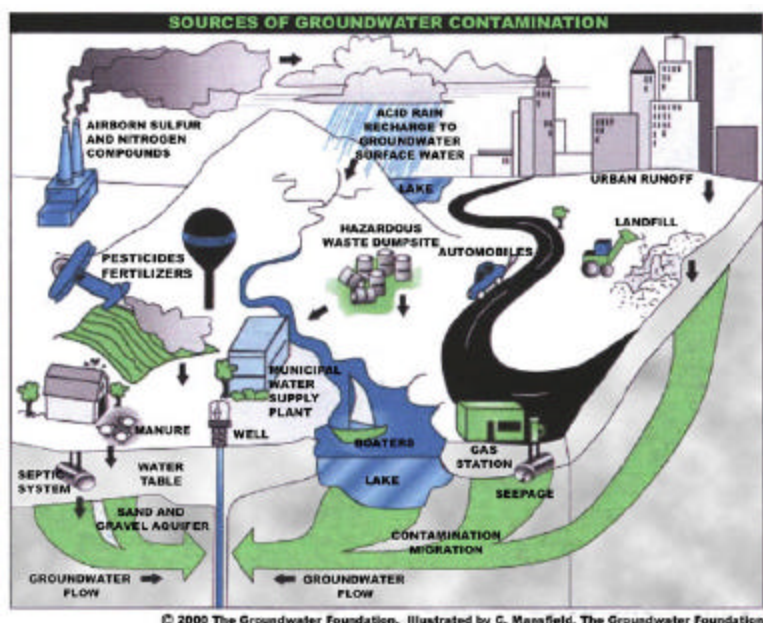 SOURCES OF GROUNDWATER CONTAMINATION
AIRBORN SULFUR
AND NITROGEN
COMPOUNDS
ACID RAIN
RECHARGE TO
GROUNDWATER
SURFACE WATER
LAKE
URBAN RUNOFF
LANDFILL
HAZARDOUS
WASTE DUMPSITE
AUTOMOBILES
PESTICIDES
FERTILIZERS
MUNICIPAL
WATER
SUPPLY
PLANT
MANURE
WELL
BOATERS
GAS
STATION
SEPTIC
SYSTEM
WATER
TABLE
LAKE
SEEPAGE
SAND AND
GRAVEL AQUIFER
CONTAMINATION
MIGRATION
GROUNDWATER
FLOW
GROUNDWATER
FLOW
© 2000 The Groundwater Foundation. Illustrated by C. Mansfield, The Groundwater Foundation